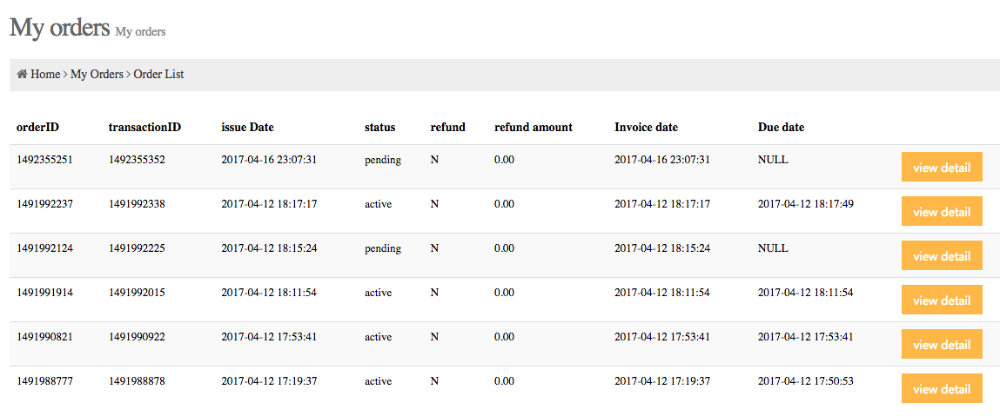 My orders My orders
Home > My Orders > Order List
orderID transactionID issue Date status refund refund amount Invoice date Due date
1492355251 1492355352 2017-04-16 23:07:31 pending N 0.00 2017-04-16 23:07:31 NULL view detail
1491992237 1491992338 2017-04-12 18:17:17 active N 0.00 2017-04-12 18:17:17 2017-04-12 18:17:49 view detail
1491992124 1491992225 2017-04-12 18:15:24 pending N 0.00 2017-04-12 18:15:24 NULL view detail
1491991914 1491992015 2017-04-12 18:11:54 active N 0.00 2017-04-12 18:11:54 2017-04-12 18:11:54 view detail
1491990821 1491990922 2017-04-12 17:53:41 active N 0.00 2017-04-12 17:53:41 2017-04-12 17:53:41 view detail
1491988777 1491988878 2017-04-12 17:19:37 active N 0.00 2017-04-12 17:19:37 2017-04-12 17:50:53 view detail